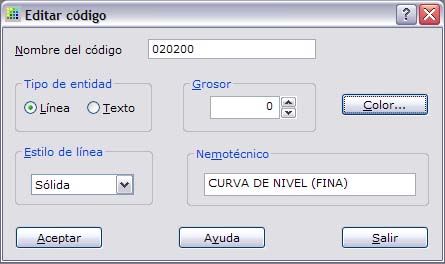 Editar código
Nombre del código 020200
Tipo de entidad
Línea Texto
Grosor
0
Color...
Estilo de línea
Sólida
Nemotécnico
CURVA DE NIVEL (FINA)
Aceptar Ayuda Salir